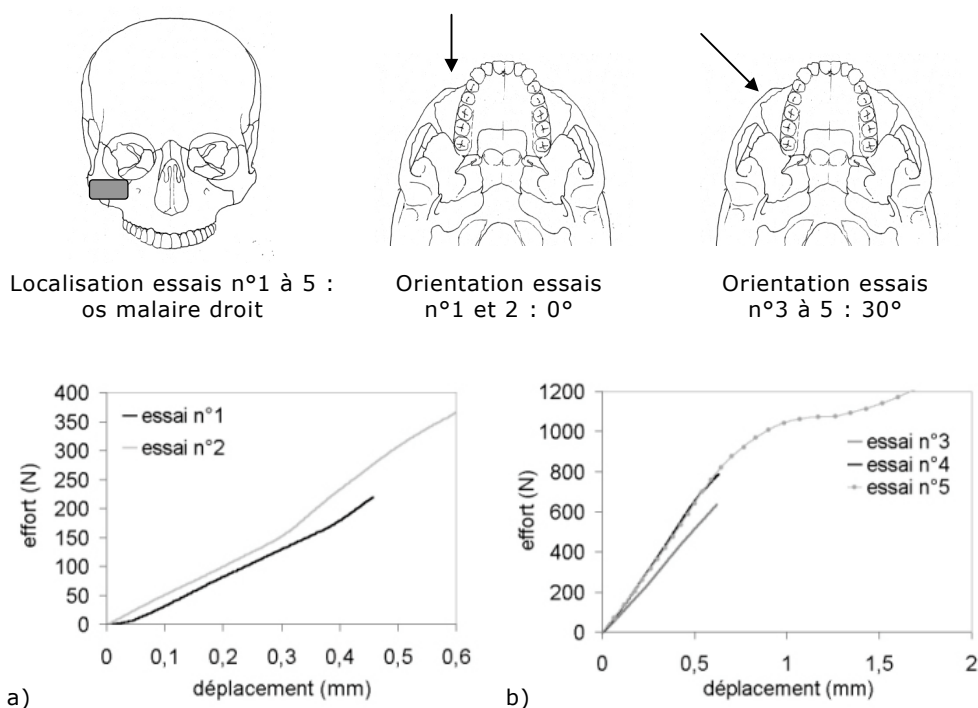 Localisation essais n°1 à 5 :
os malaire droit
Orientation essais
n°1 et 2 : 0°
Orientation essais
n°3 à 5 : 30°
400
350
300
250
200
150
100
50
0
effort (N)
essai n°1
essai n°2
0 0,1 0,2 0,3 0,4 0,5 0,6
déplacement (mm)
a)
1200
1000
800
600
400
200
0
effort (N)
essai n°3
essai n°4
essai n°5
0 0,5 1 1,5 2
déplacement (mm)
b)